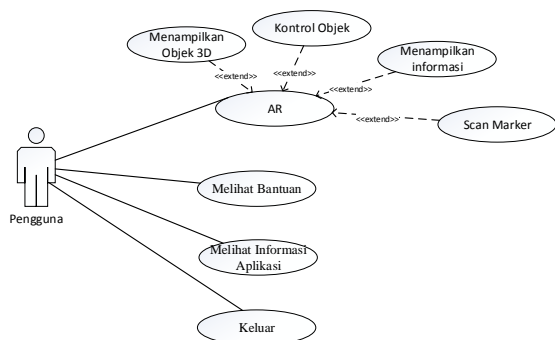 Menampilkan
Objek 3D
Kontrol Objek
Menampilkan
informasi
<<extend>>
<<extend>>
<<extend>>
<<extend>>
AR
Scan Marker
Pengguna
Melihat Bantuan
Melihat Informasi
Aplikasi
Keluar